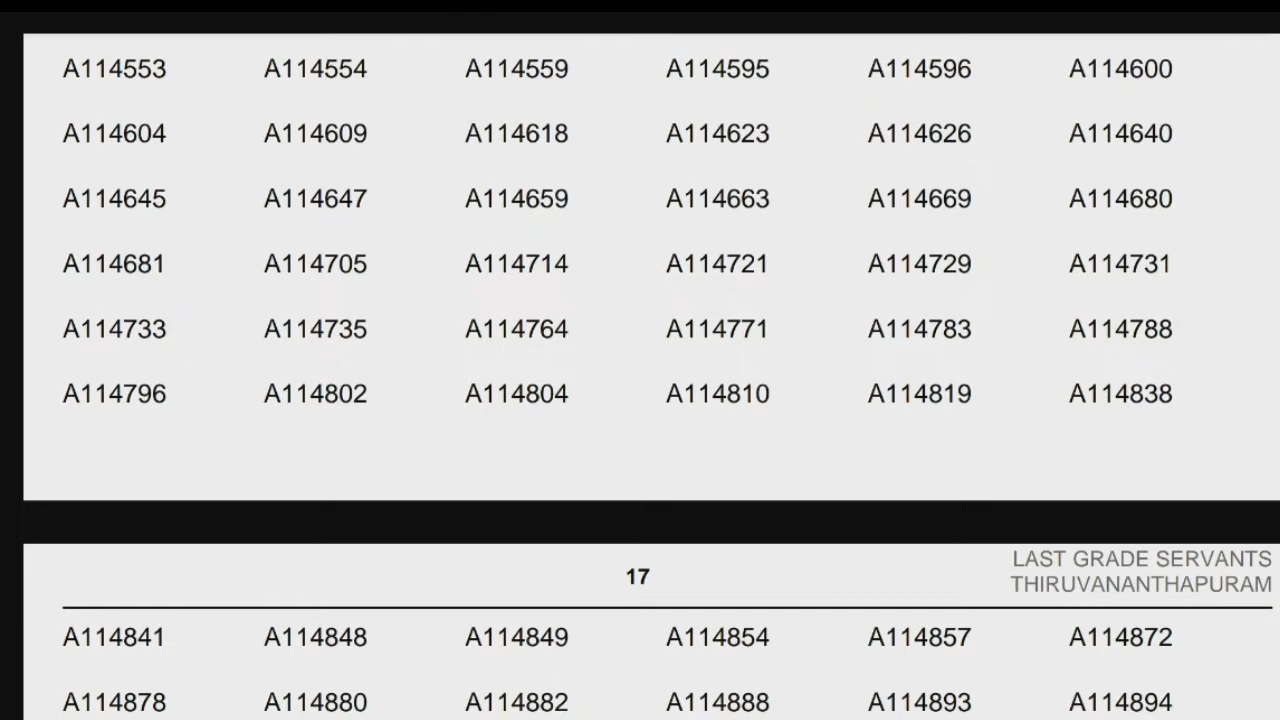 A114553 A114554 A114559 A114595 A114596 A114600
A114604 A114609 A114618 A114623 A114626 A114640
A114645 A114647 A114659 A114663 A114669 A114680
A114681 A114705 A114714 A114721 A114729 A114731
A114733 A114735 A114764 A114771 A114783 A114788
A114796 A114802 A114804 A114810 A114819 A114838
LAST GRADE SERVANTS
17
THIRUVANANTHAPURAM
A114841 A114848 A114849 A114854 A114857 A114872
A114878 A114880 A114882 A114888 A114893 A114894